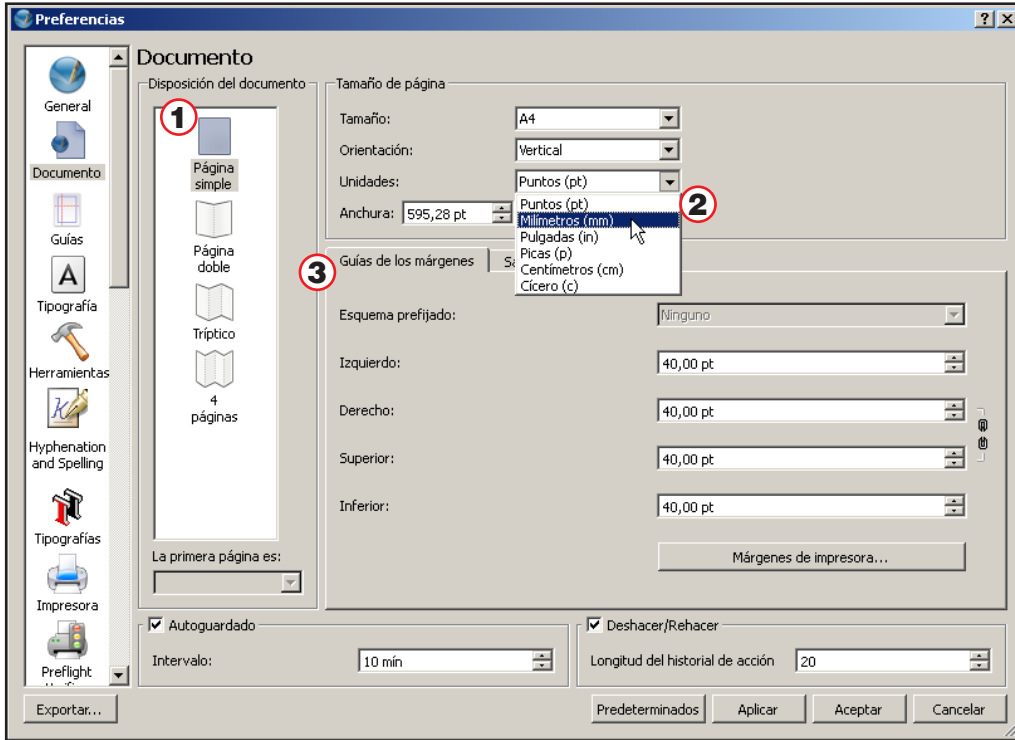 Preferencias
General
Documento
Guías
Tipografía
Herramientas
Hyphenation
and Spelling
Tipografías
Impresora
Preflight
Documento
Disposición del documento
1
Página
simple
Página
doble
Tríptico
4
páginas
La primera página es:
Tamaño de página
Tamaño: A4
Orientación: Vertical
Unidades: Puntos (pt)
Anchura: 595,28 pt
2
Puntos (pt)
Milímetros (mm)
Pulgadas (in)
Picas (p)
Centímetros (cm)
Cícero (c)
3
Guías de los márgenes
Esquema prefijado: Ninguno
Izquierdo: 40,00 pt
Derecho: 40,00 pt
Superior: 40,00 pt
Inferior: 40,00 pt
Márgenes de impresora...
Autoguardado
Intervalo: 10 mín
Deshacer/Rehacer
Longitud del historial de acción 20
Exportar...
Predeterminados
Aplicar
Aceptar
Cancelar